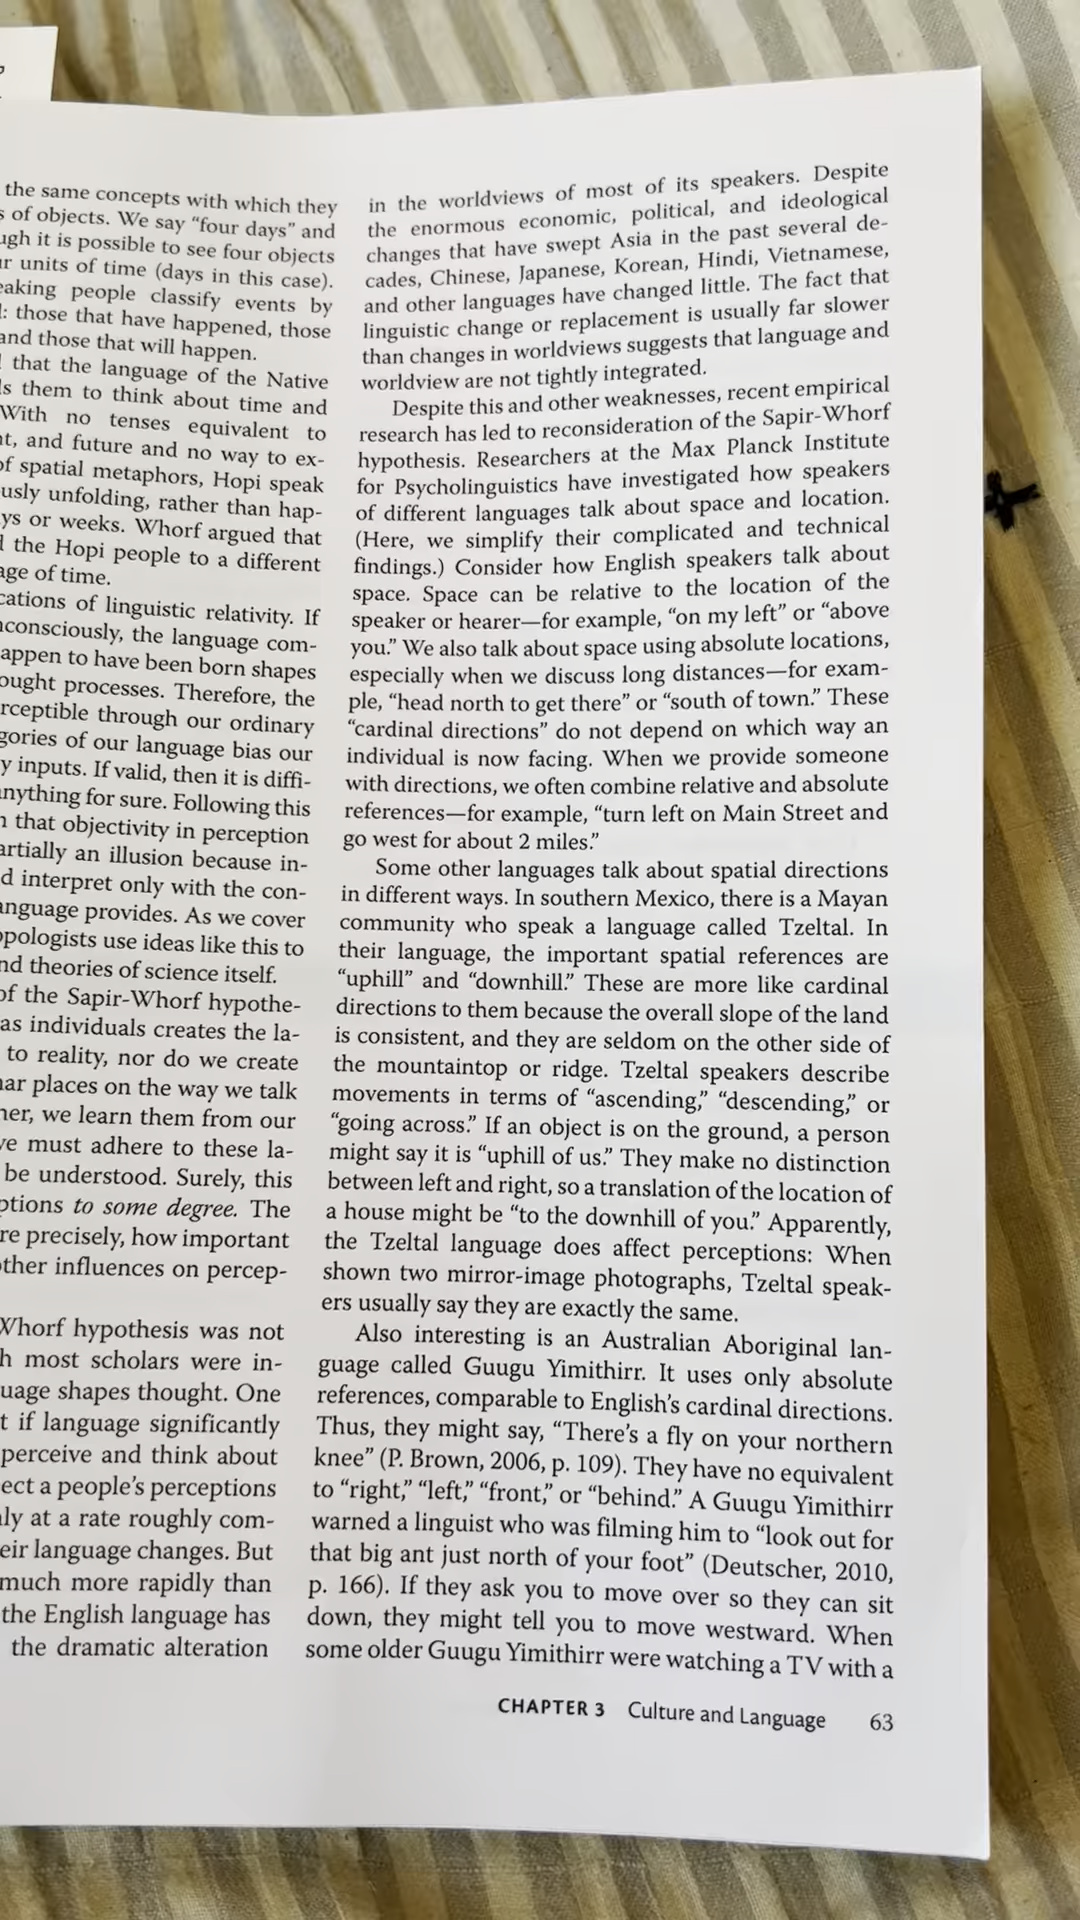 the same concepts with which they
of objects. We say “four days” and
it is possible to see four objects
units of time (days in this case).
people classify events by
those that have happened, those
and those that will happen.
that the language of the Native
them to think about time and
With no tenses equivalent to
and future and no way to ex-
of spatial metaphors, Hopi speak
unfolding, rather than hap-
or weeks. Whorf argued that
the Hopi people to a different
of time.
of linguistic relativity. If
the language com-
to have been born shapes
processes. Therefore, the
through our ordinary
of our language bias our
inputs. If valid, then it is diffi-
anything for sure. Following this
that objectivity in perception
an illusion because in-
interpret only with the con-
language provides. As we cover
use ideas like this to
theories of science itself.
of the Sapir-Whorf hypothe-
as individuals creates the la-
to reality, nor do we create
places on the way we talk
we learn them from our
must adhere to these la-
be understood. Surely, this
to some degree. The
precisely, how important
influences on percep-
Whorf hypothesis was not
most scholars were in-
shapes thought. One
if language significantly
perceive and think about
a people’s perceptions
at a rate roughly com-
language changes. But
much more rapidly than
the English language has
the dramatic alteration
in the worldviews of most of its speakers. Despite
the enormous economic, political, and ideological
changes that have swept Asia in the past several de-
cades, Chinese, Japanese, Korean, Hindi, Vietnamese,
and other languages have changed little. The fact that
linguistic change or replacement is usually far slower
than changes in worldviews suggests that language and
worldview are not tightly integrated.
Despite this and other weaknesses, recent empirical
research has led to reconsideration of the Sapir-Whorf
hypothesis. Researchers at the Max Planck Institute
for Psycholinguistics have investigated how speakers
of different languages talk about space and location.
(Here, we simplify their complicated and technical
findings.) Consider how English speakers talk about
space. Space can be relative to the location of the
speaker or hearer—for example, “on my left” or “above
you.” We also talk about space using absolute locations,
especially when we discuss long distances—for exam-
ple, “head north to get there” or “south of town.” These
“cardinal directions” do not depend on which way an
individual is now facing. When we provide someone
with directions, we often combine relative and absolute
references—for example, “turn left on Main Street and
go west for about 2 miles.”
Some other languages talk about spatial directions
in different ways. In southern Mexico, there is a Mayan
community who speak a language called Tzeltal. In
their language, the important spatial references are
“uphill” and “downhill.” These are more like cardinal
directions to them because the overall slope of the land
is consistent, and they are seldom on the other side of
the mountaintop or ridge. Tzeltal speakers describe
movements in terms of “ascending,” “descending,” or
“going across.” If an object is on the ground, a person
might say it is “uphill of us.” They make no distinction
between left and right, so a translation of the location of
a house might be “to the downhill of you.” Apparently,
the Tzeltal language does affect perceptions: When
shown two mirror-image photographs, Tzeltal speak-
ers usually say they are exactly the same.
Also interesting is an Australian Aboriginal lan-
guage called Guugu Yimithirr. It uses only absolute
references, comparable to English’s cardinal directions.
Thus, they might say, “There’s a fly on your northern
knee” (P. Brown, 2006, p. 109). They have no equivalent
to “right,” “left,” “front,” or “behind.” A Guugu Yimithirr
warned a linguist who was filming him to “look out for
that big ant just north of your foot” (Deutscher, 2010,
p. 166). If they ask you to move over so they can sit
down, they might tell you to move westward. When
some older Guugu Yimithirr were watching a TV with a
CHAPTER 3 Culture and Language 63